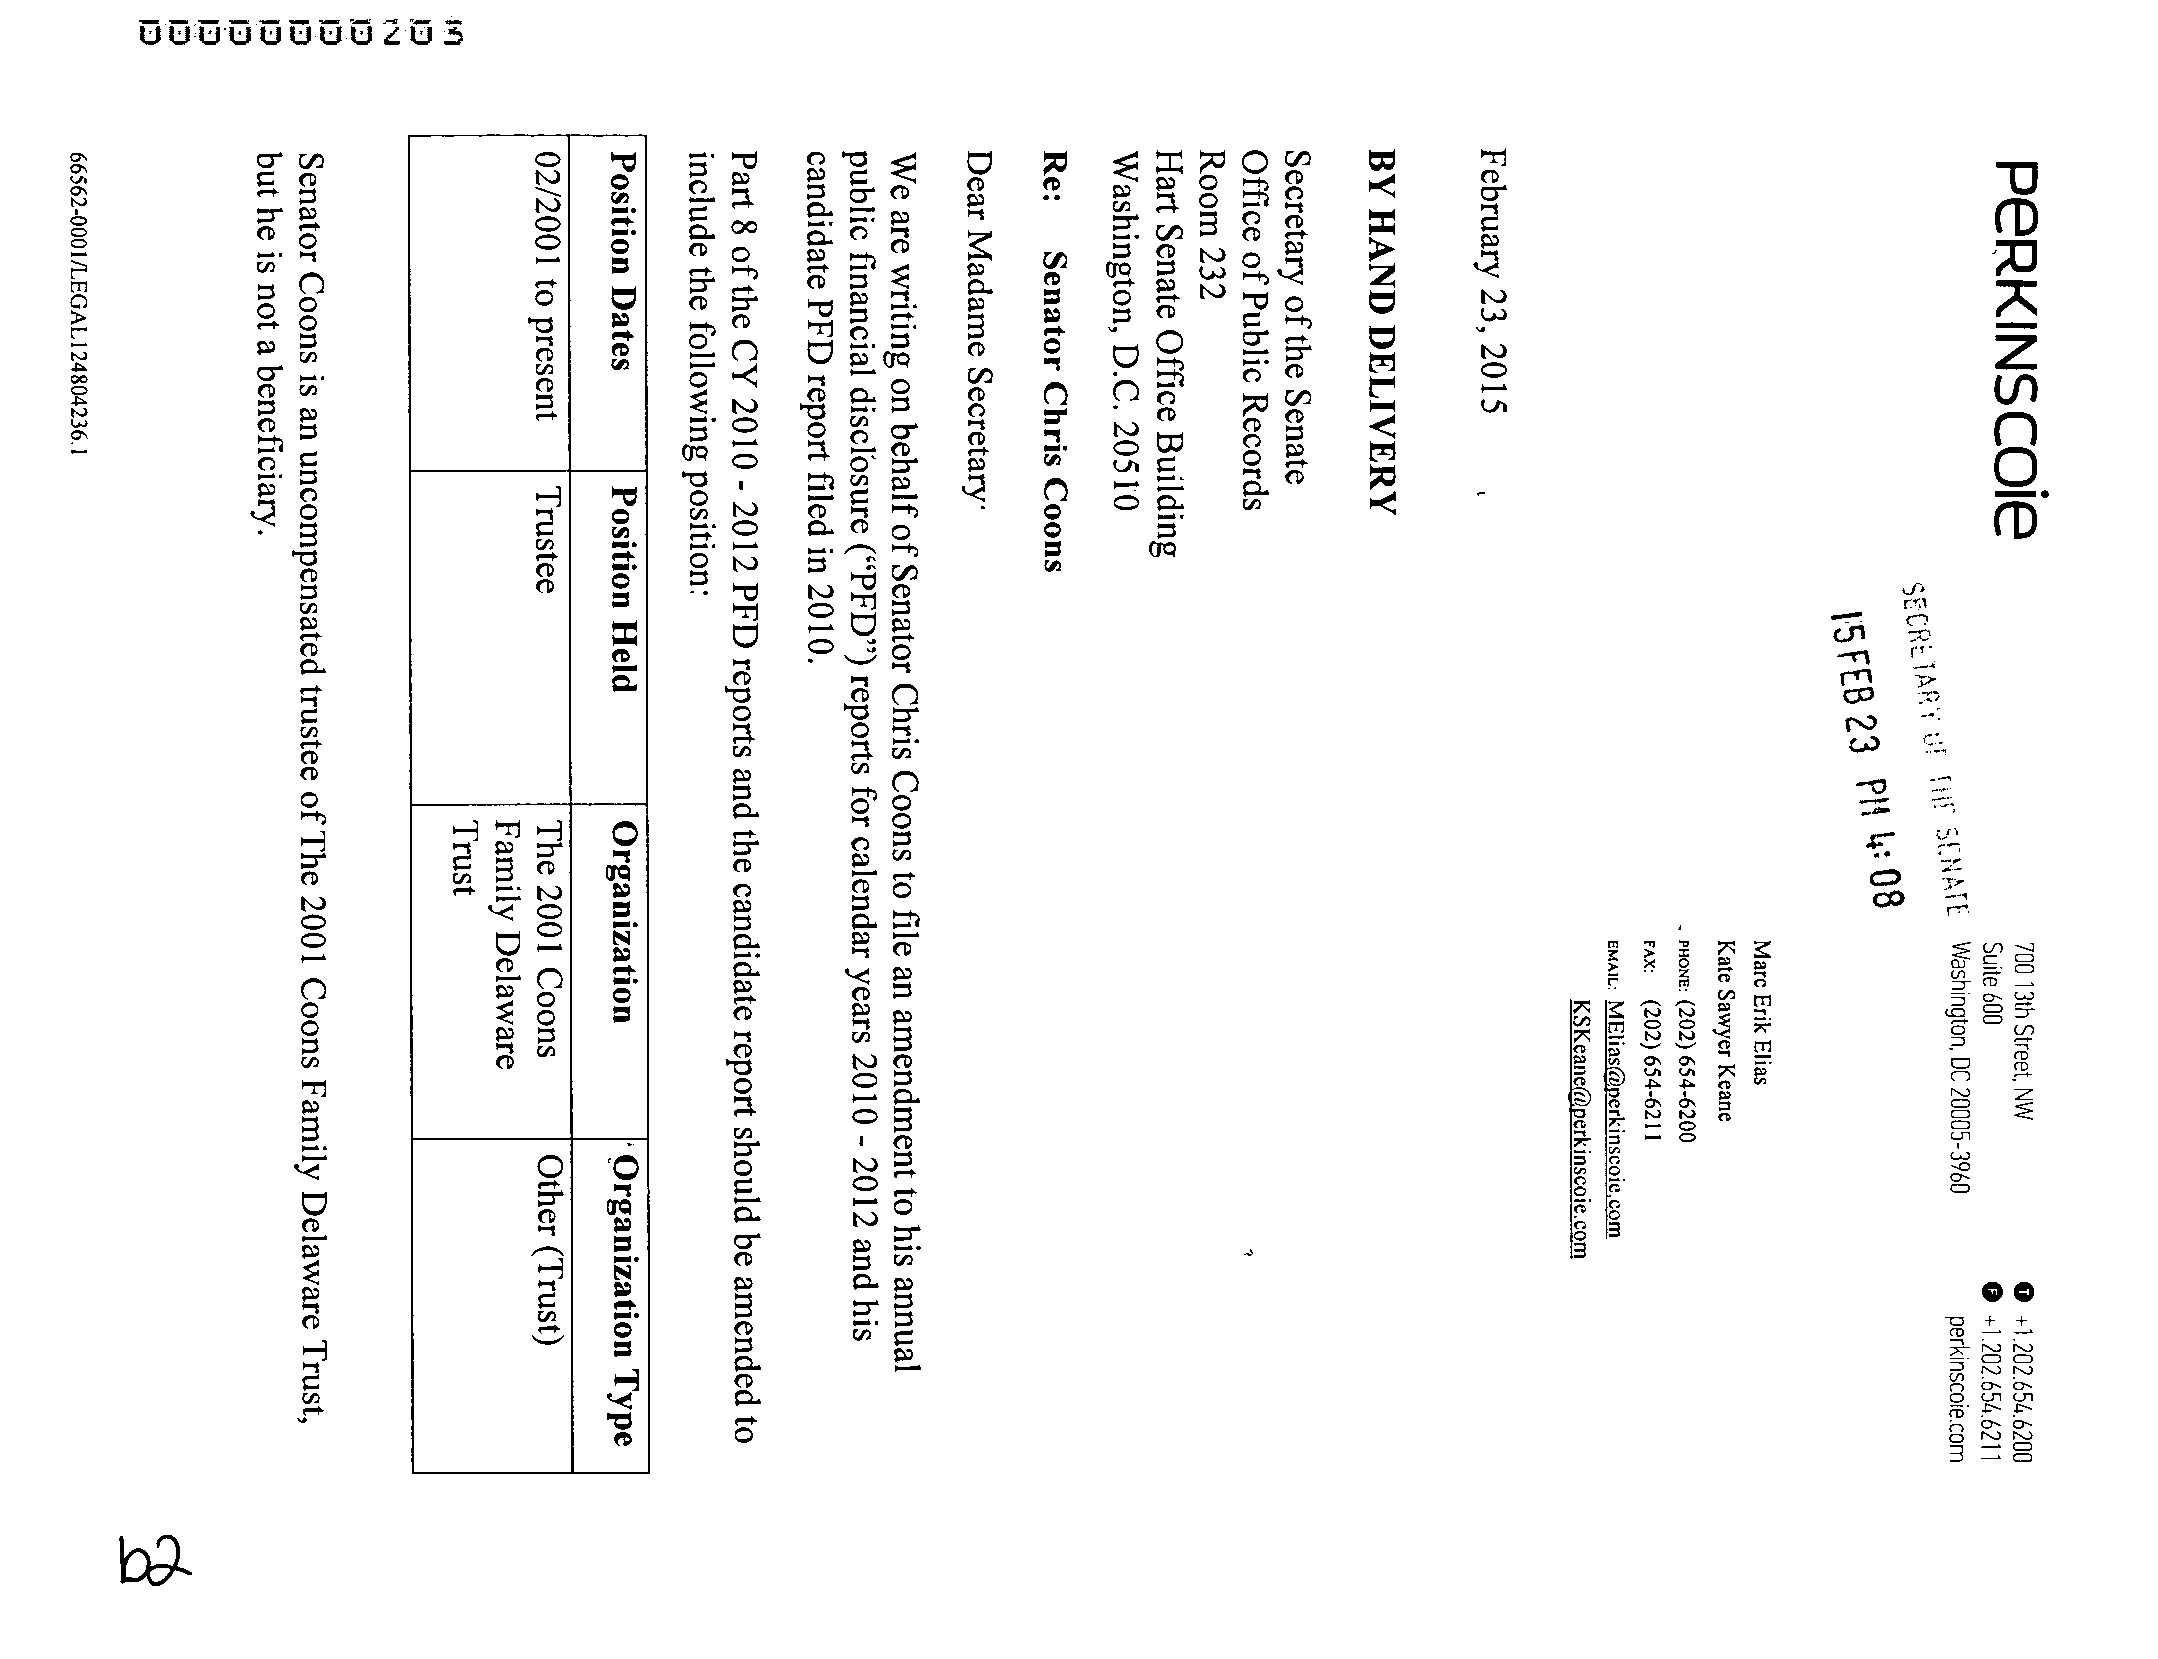 PERKINSCOIE
700 13th Street, NW
Suite 600
Washington, DC 20005-3960
T +1.202.654.6200
F +1.202.654.6211
perkinscoie.com
SECRETARY OF THE SENATE
15 FEB 23 PM 4:08
Marc Erik Elias
Kate Sawyer Keane
PHONE: (202) 654-6200
FAX: (202) 654-6211
EMAIL: MElias@perkinscoie.com
KSKeane@perkinscoie.com
February 23, 2015
BY HAND DELIVERY
Secretary of the Senate
Office of Public Records
Room 232
Hart Senate Office Building
Washington, D.C. 20510
Re: Senator Chris Coons
Dear Madame Secretary:
We are writing on behalf of Senator Chris Coons to file an amendment to his annual
public financial disclosure (“PFD”) reports for calendar years 2010 - 2012 and his
candidate PFD report filed in 2010.
Part 8 of the CY 2010 - 2012 PFD reports and the candidate report should be amended to
include the following position:
Position Dates Position Held Organization Organization Type
02/2001 to present Trustee The 2001 Coons Other (Trust)
Family Delaware
Trust
Senator Coons is an uncompensated trustee of The 2001 Coons Family Delaware Trust,
but he is not a beneficiary.
66562-0001/LEGAL124804236.1
b2
00000000205